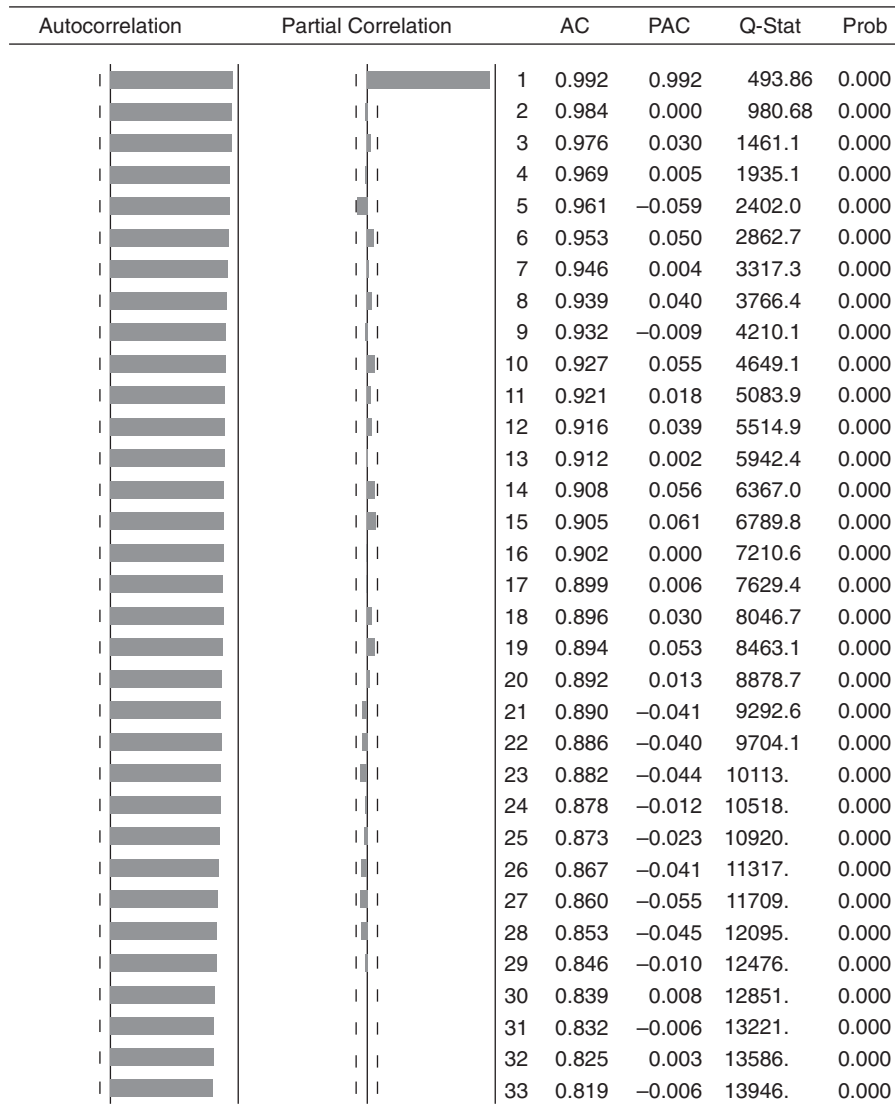 Autocorrelation Partial Correlation AC PAC Q-Stat Prob
1 0.992 0.992 493.86 0.000
2 0.984 0.000 980.68 0.000
3 0.976 0.030 1461.1 0.000
4 0.969 0.005 1935.1 0.000
5 0.961 −0.059 2402.0 0.000
6 0.953 0.050 2862.7 0.000
7 0.946 0.004 3317.3 0.000
8 0.939 0.040 3766.4 0.000
9 0.932 −0.009 4210.1 0.000
10 0.927 0.055 4649.1 0.000
11 0.921 0.018 5083.9 0.000
12 0.916 0.039 5514.9 0.000
13 0.912 0.002 5942.4 0.000
14 0.908 0.056 6367.0 0.000
15 0.905 0.061 6789.8 0.000
16 0.902 0.000 7210.6 0.000
17 0.899 0.006 7629.4 0.000
18 0.896 0.030 8046.7 0.000
19 0.894 0.053 8463.1 0.000
20 0.892 0.013 8878.7 0.000
21 0.890 −0.041 9292.6 0.000
22 0.886 −0.040 9704.1 0.000
23 0.882 −0.044 10113. 0.000
24 0.878 −0.012 10518. 0.000
25 0.873 −0.023 10920. 0.000
26 0.867 −0.041 11317. 0.000
27 0.860 −0.055 11709. 0.000
28 0.853 −0.045 12095. 0.000
29 0.846 −0.010 12476. 0.000
30 0.839 0.008 12851. 0.000
31 0.832 −0.006 13221. 0.000
32 0.825 0.003 13586. 0.000
33 0.819 −0.006 13946. 0.000